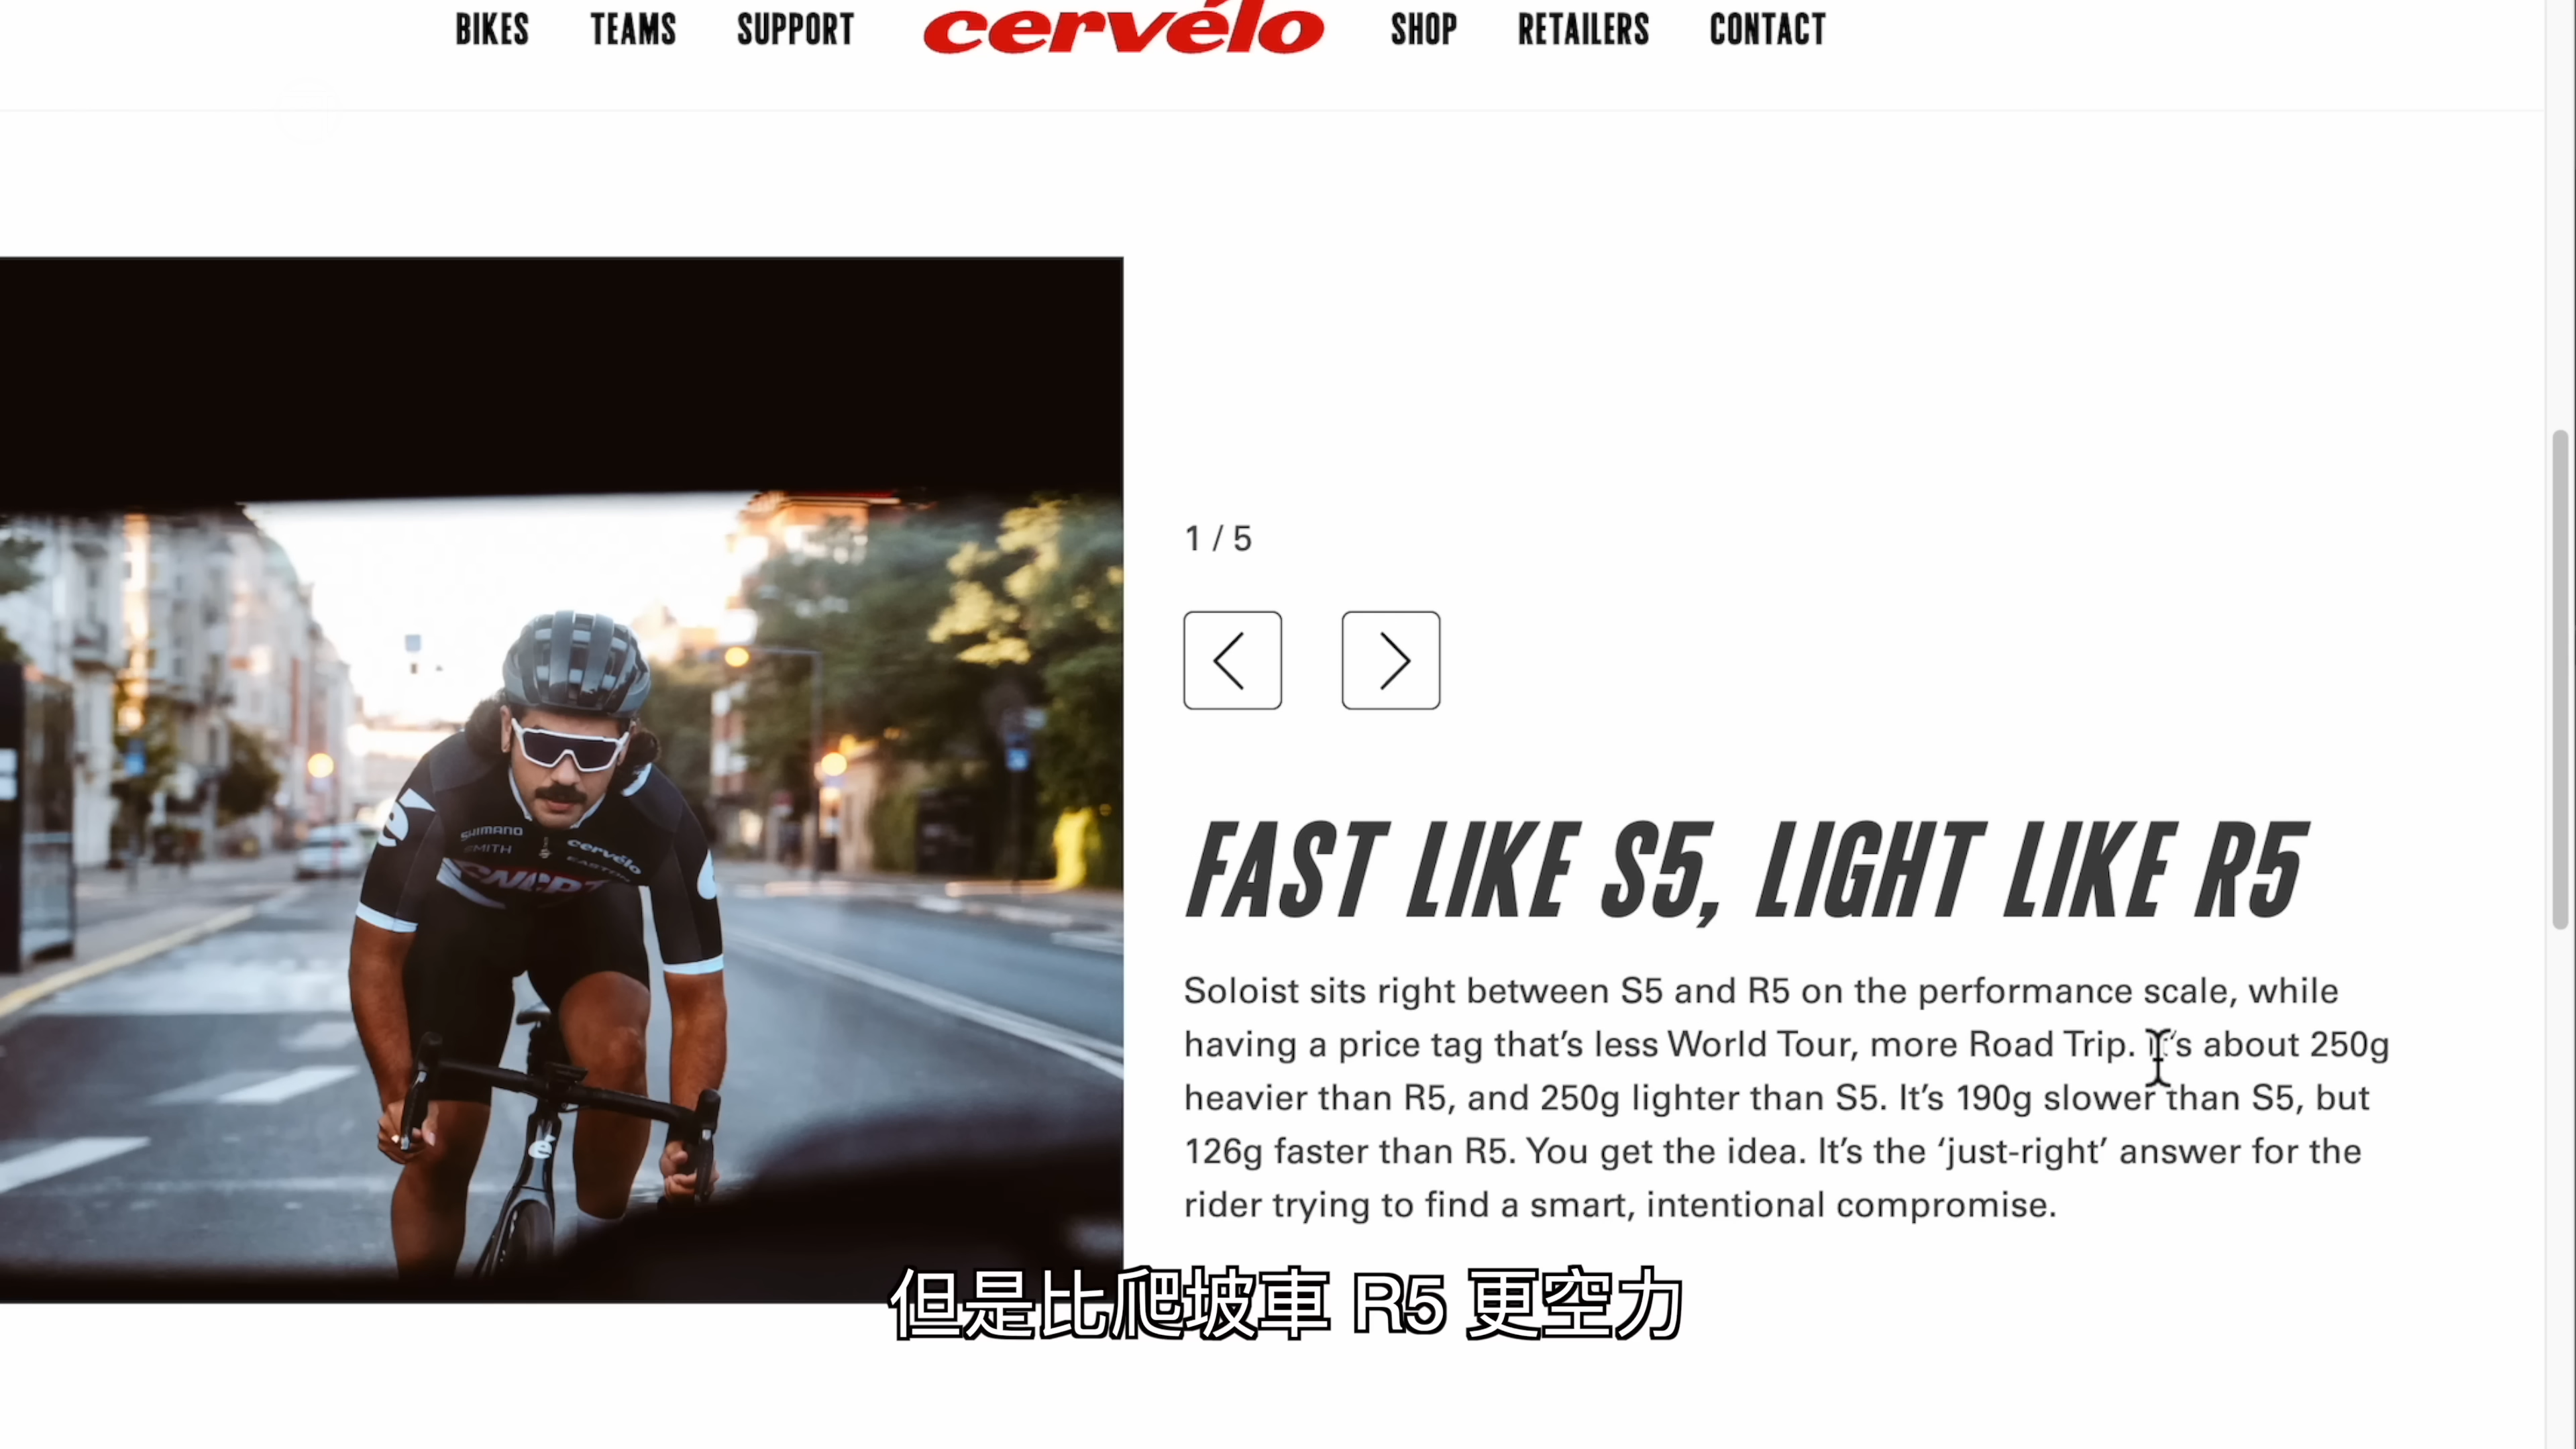 BIKES TEAMS SUPPORT cervélo SHOP RETAILERS CONTACT
1 / 5
FAST LIKE S5, LIGHT LIKE R5
Soloist sits right between S5 and R5 on the performance scale, while
having a price tag that’s less World Tour, more Road Trip. It’s about 250g
heavier than R5, and 250g lighter than S5. It’s 190g slower than S5, but
126g faster than R5. You get the idea. It’s the ‘just-right’ answer for the
rider trying to find a smart, intentional compromise.
SHIMANO
SMITH
cervélo
EASTON
é
但是比爬坡車 R5 更空力